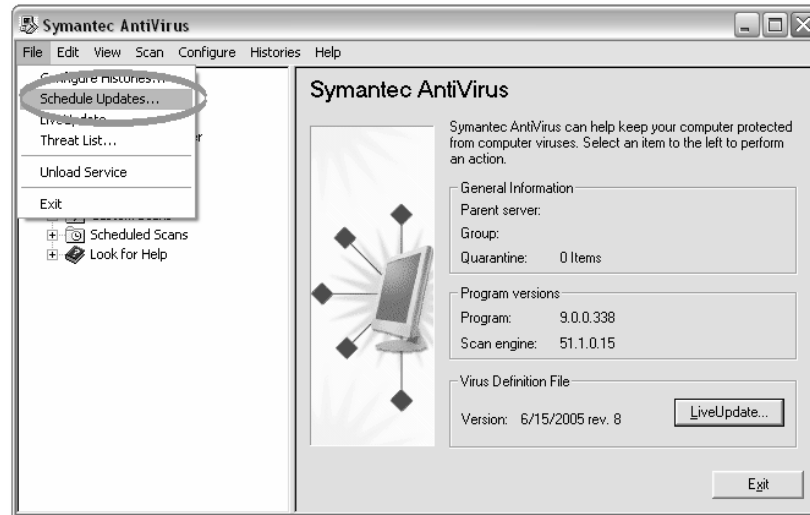 Symantec AntiVirus
File Edit View Scan Configure Histories Help
Configure Histories...
Schedule Updates...
LiveUpdate...
Threat List...
Unload Service
Exit
Scheduled Scans
Look for Help
Symantec AntiVirus
Symantec AntiVirus can help keep your computer protected
from computer viruses. Select an item to the left to perform
an action.
General Information
Parent server:
Group:
Quarantine: 0 Items
Program versions
Program: 9.0.0.338
Scan engine: 51.1.0.15
Virus Definition File
Version: 6/15/2005 rev. 8
LiveUpdate...
Exit